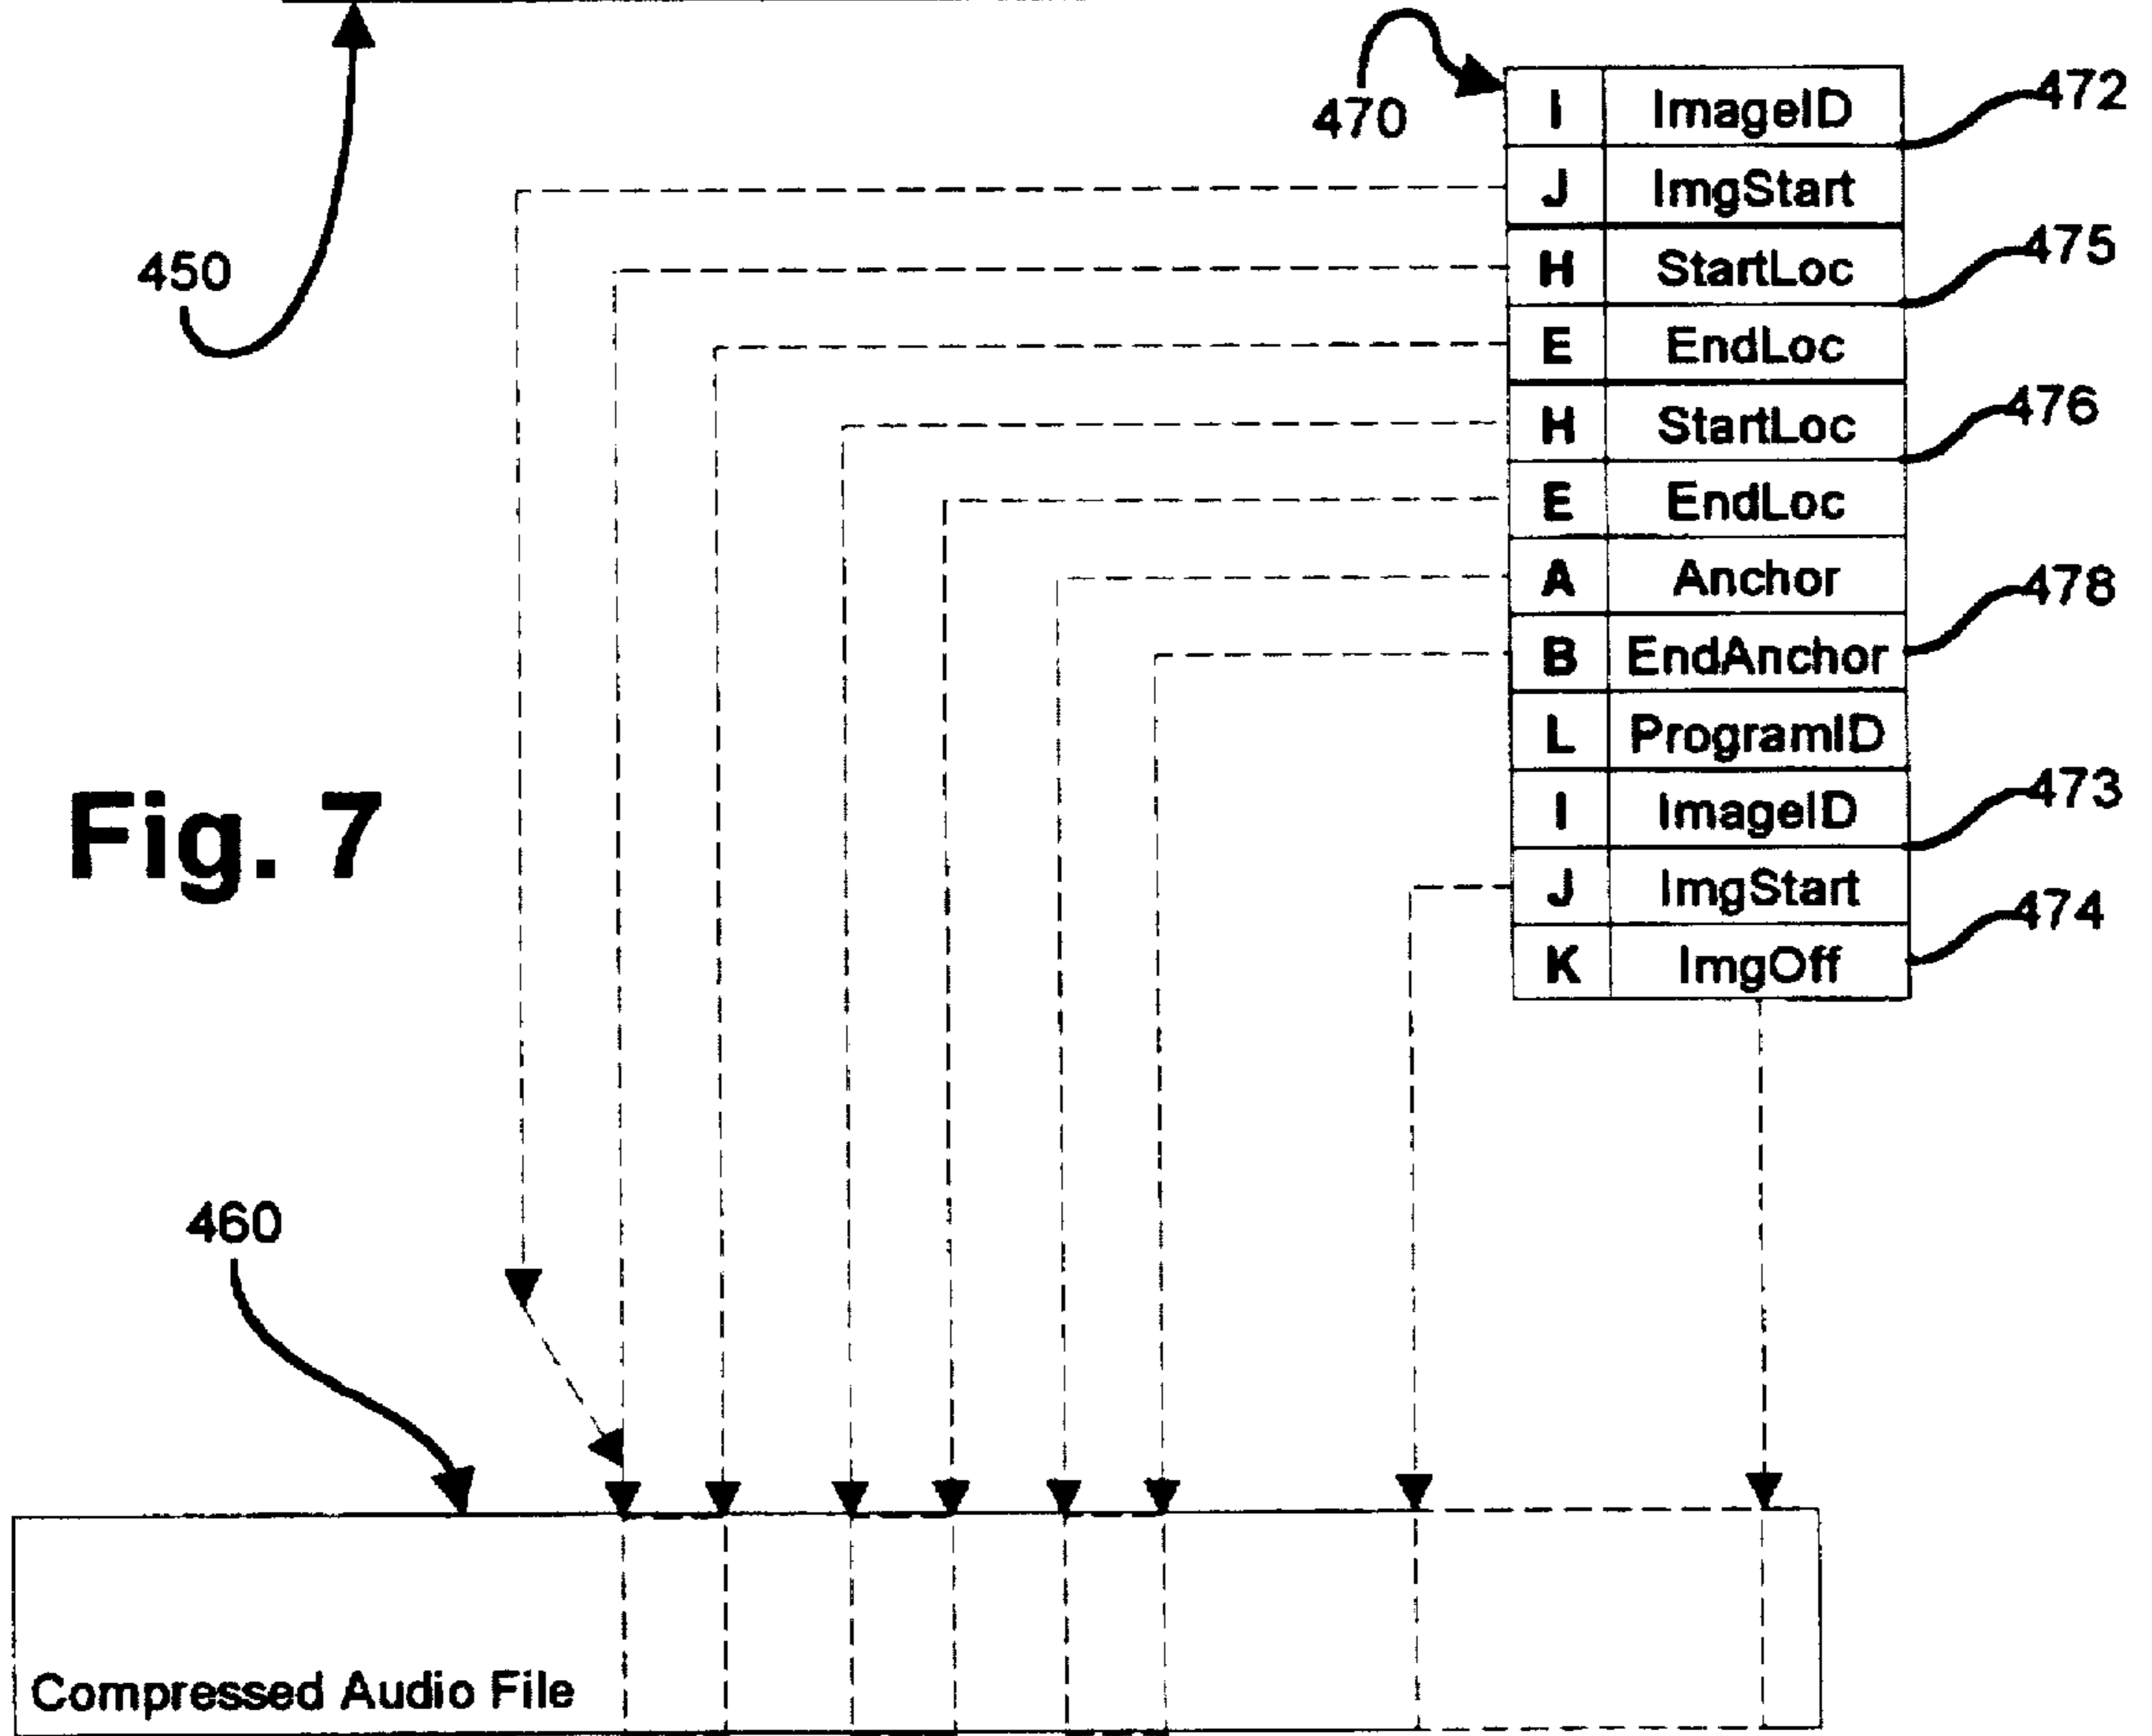 470
I ImageID
472
J ImgStart
450
H StartLoc
475
E EndLoc
H StartLoc
476
E EndLoc
A Anchor
478
B EndAnchor
L ProgramID
Fig. 7
I ImageID
473
J ImgStart
474
K ImgOff
460
Compressed Audio File